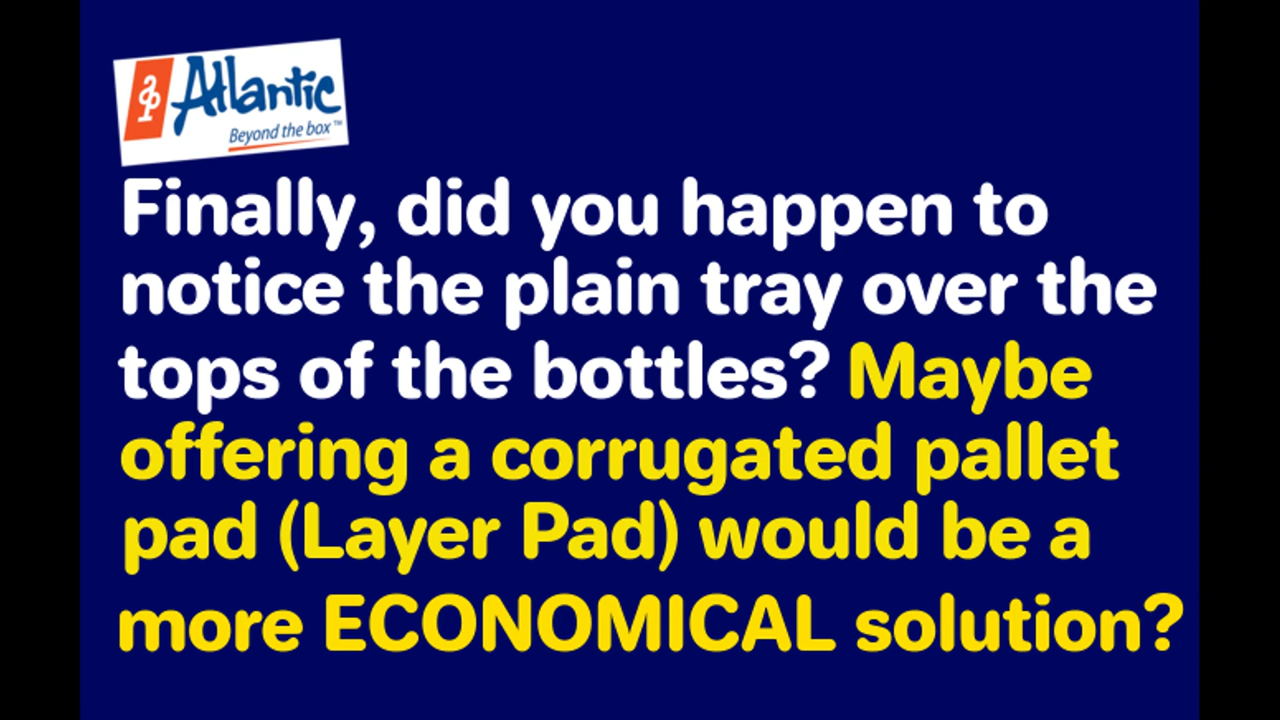 Atlantic
Beyond the box™
Finally, did you happen to
notice the plain tray over the
tops of the bottles? Maybe
offering a corrugated pallet
pad (Layer Pad) would be a
more ECONOMICAL solution?